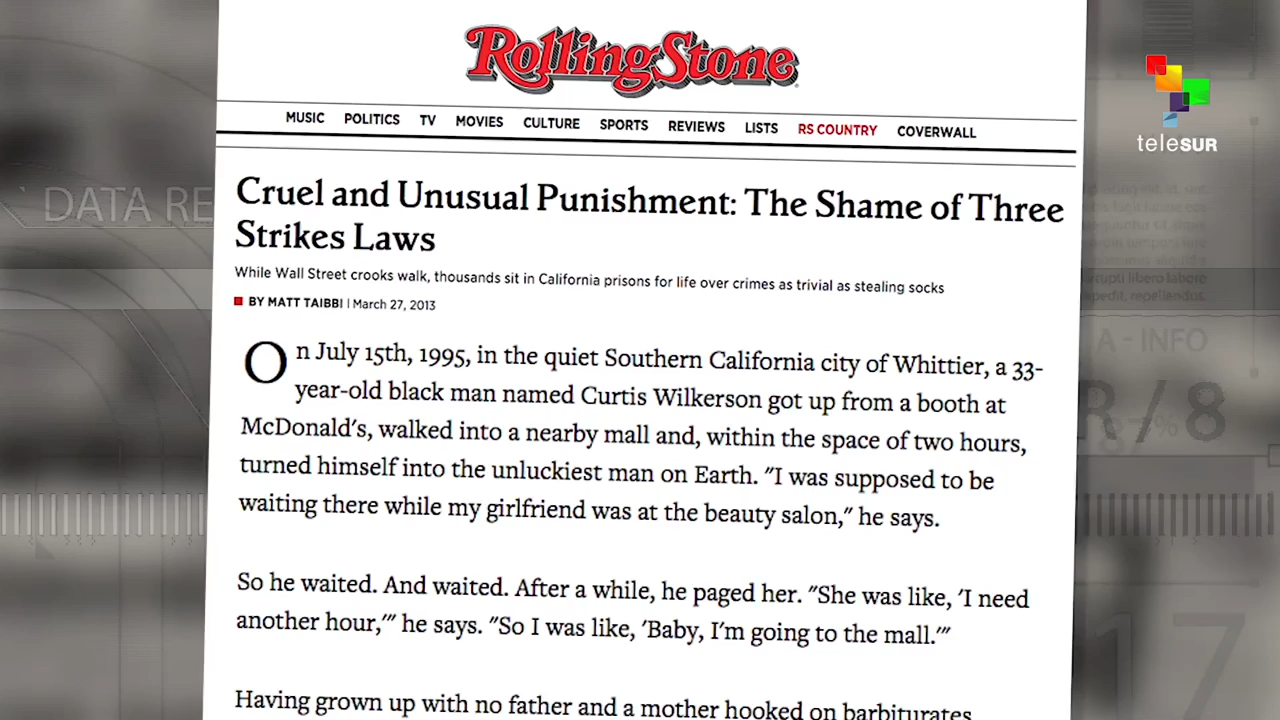 RollingStone
MUSIC POLITICS TV MOVIES CULTURE SPORTS REVIEWS LISTS RS COUNTRY COVERWALL
teleSUR
DATA RE
Cruel and Unusual Punishment: The Shame of Three
Strikes Laws
While Wall Street crooks walk, thousands sit in California prisons for life over crimes as trivial as stealing socks
BY MATT TAIBBI | March 27, 2013
On July 15th, 1995, in the quiet Southern California city of Whittier, a 33-
year-old black man named Curtis Wilkerson got up from a booth at
McDonald's, walked into a nearby mall and, within the space of two hours,
turned himself into the unluckiest man on Earth. "I was supposed to be
waiting there while my girlfriend was at the beauty salon," he says.
So he waited. And waited. After a while, he paged her. "She was like, 'I need
another hour,'" he says. "So I was like, 'Baby, I'm going to the mall.'"
Having grown up with no father and a mother hooked on barbiturates,
A - INFO
R / 8
17